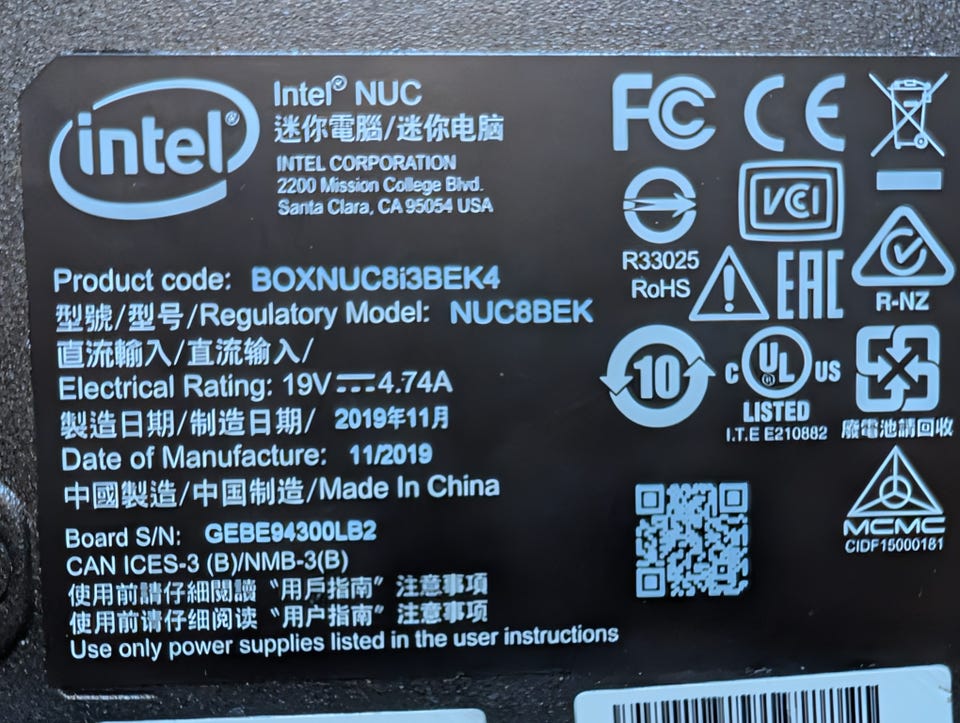 intel®
Intel® NUC
迷你電腦/迷你电脑
INTEL CORPORATION
2200 Mission College Blvd.
Santa Clara, CA 95054 USA
Product code: BOXNUC8i3BEK4
型號/型号/Regulatory Model: NUC8BEK
直流輸入/直流输入/
Electrical Rating: 19V⎓4.74A
製造日期/制造日期/ 2019年11月
Date of Manufacture: 11/2019
中國製造/中国制造/Made In China
Board S/N: GEBE94300LB2
CAN ICES-3 (B)/NMB-3(B)
使用前請仔細閱讀“用戶指南”注意事項
使用前请仔细阅读“用户指南”注意事项
Use only power supplies listed in the user instructions
FC CE
VCI
R33025
RoHS
EAC
R-NZ
10
C UL US
LISTED
I.T.E E210882
廢電池請回收
MCMC
CIDF15000181